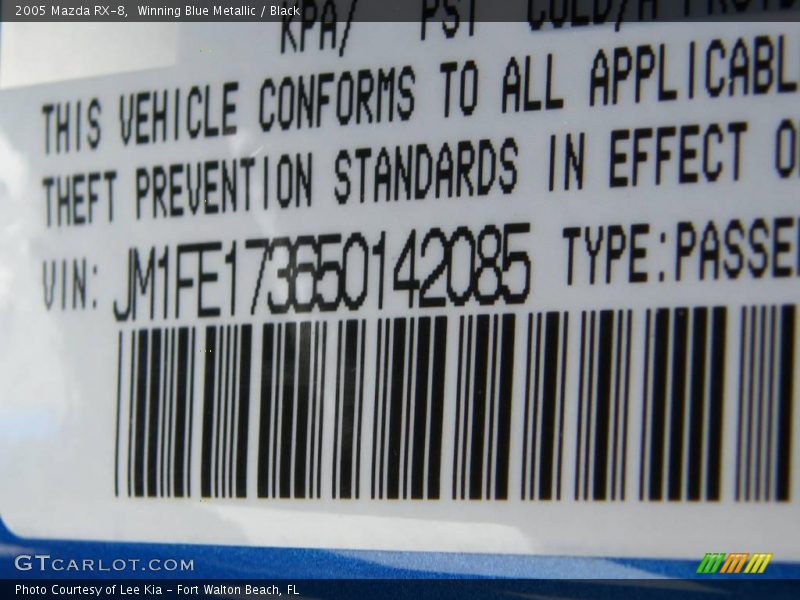 2005 Mazda RX-8, Winning Blue Metallic / Black
KPA/ PSI COLD/A
THIS VEHICLE CONFORMS TO ALL APPLICABL
THEFT PREVENTION STANDARDS IN EFFECT O
VIN: JM1FE173650142085 TYPE:PASSE
GTCARLOT.COM
Photo Courtesy of Lee Kia - Fort Walton Beach, FL